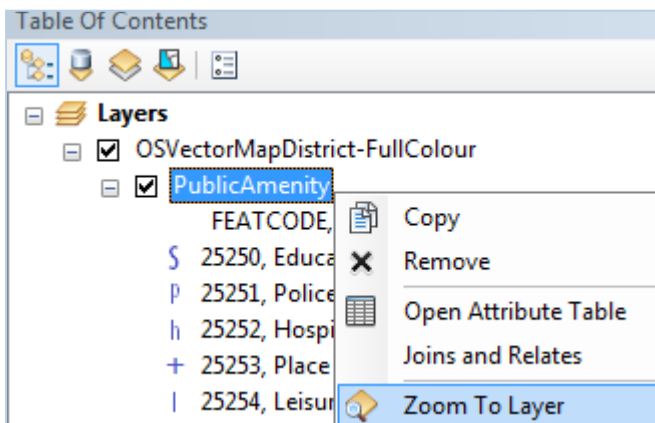 Table Of Contents
Layers
OSVectorMapDistrict-FullColour
PublicAmenity
FEATCODE,
25250, Educa
25251, Police
25252, Hospi
25253, Place
25254, Leisur
Copy
Remove
Open Attribute Table
Joins and Relates
Zoom To Layer